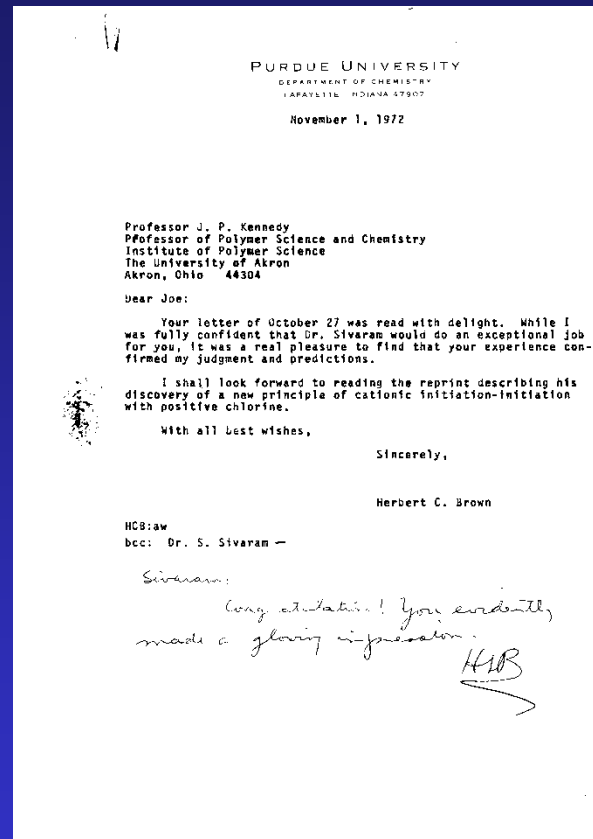 PURDUE UNIVERSITY
DEPARTMENT OF CHEMISTRY
LAFAYETTE INDIANA 47907
November 1, 1972
Professor J. P. Kennedy
Professor of Polymer Science and Chemistry
Institute of Polymer Science
The University of Akron
Akron, Ohio 44304
Dear Joe:
Your letter of October 27 was read with delight. While I
was fully confident that Dr. Sivaram would do an exceptional job
for you, it was a real pleasure to find that your experience con-
firmed my judgment and predictions.
I shall look forward to reading the reprint describing his
discovery of a new principle of cationic initiation-initiation
with positive chlorine.
With all best wishes,
Sincerely,
Herbert C. Brown
HCB:aw
bcc: Dr. S. Sivaram —
Sivaram:
Congratulations! You evidently
made a glowing impression.
HCB